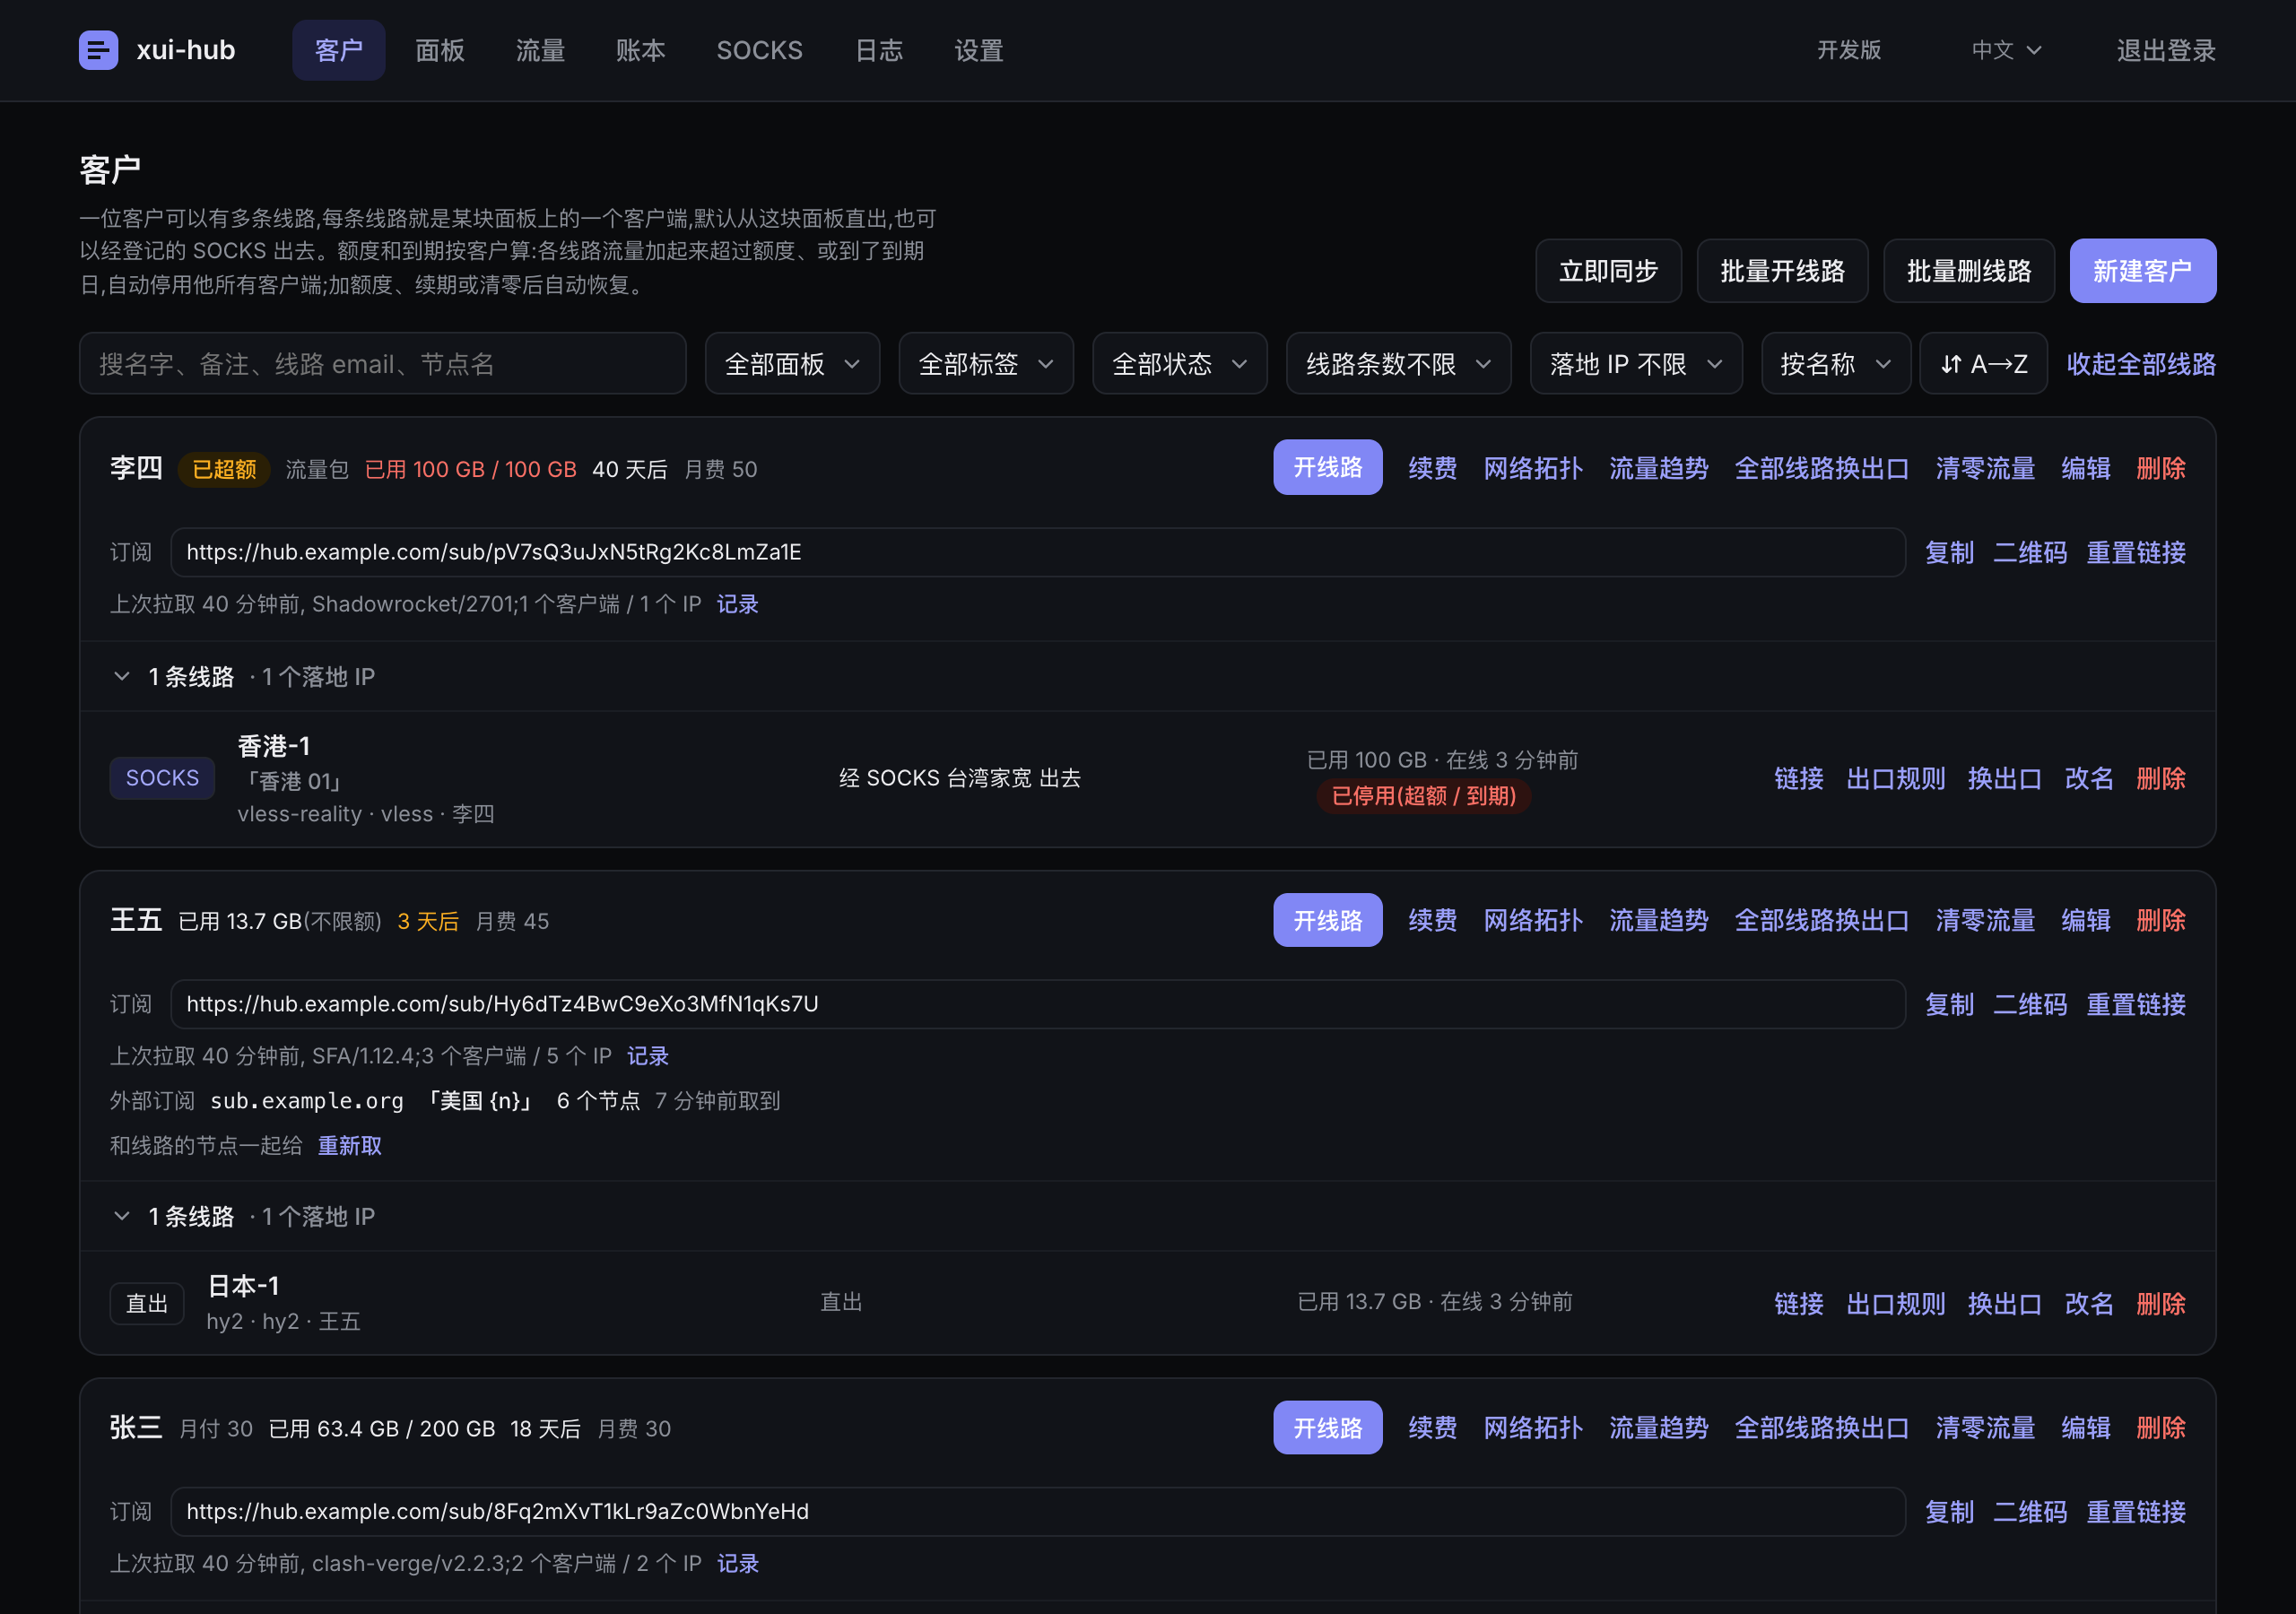 xui-hub 客户 面板 流量 账本 SOCKS 日志 设置 开发版 中文 退出登录
客户
一位客户可以有多条线路,每条线路就是某块面板上的一个客户端,默认从这块面板直出,也可
以经登记的 SOCKS 出去。额度和到期按客户算:各线路流量加起来超过额度、或到了到期
日,自动停用他所有客户端;加额度、续期或清零后自动恢复。
立即同步 批量开线路 批量删线路 新建客户
搜名字、备注、线路 email、节点名 全部面板 全部标签 全部状态 线路条数不限 落地 IP 不限 按名称 A→Z 收起全部线路
李四 已超额 流量包 已用 100 GB / 100 GB 40 天后 月费 50 开线路 续费 网络拓扑 流量趋势 全部线路换出口 清零流量 编辑 删除
订阅 https://hub.example.com/sub/pV7sQ3uJxN5tRg2Kc8LmZa1E 复制 二维码 重置链接
上次拉取 40 分钟前, Shadowrocket/2701;1 个客户端 / 1 个 IP 记录
1 条线路 · 1 个落地 IP
SOCKS 香港-1
「香港 01」
vless-reality · vless · 李四
经 SOCKS 台湾家宽 出去
已用 100 GB · 在线 3 分钟前
已停用(超额 / 到期)
链接 出口规则 换出口 改名 删除
王五 已用 13.7 GB(不限额) 3 天后 月费 45 开线路 续费 网络拓扑 流量趋势 全部线路换出口 清零流量 编辑 删除
订阅 https://hub.example.com/sub/Hy6dTz4BwC9eXo3MfN1qKs7U 复制 二维码 重置链接
上次拉取 40 分钟前, SFA/1.12.4;3 个客户端 / 5 个 IP 记录
外部订阅 sub.example.org 「美国 {n}」 6 个节点 7 分钟前取到
和线路的节点一起给 重新取
1 条线路 · 1 个落地 IP
直出 日本-1
hy2 · hy2 · 王五
直出
已用 13.7 GB · 在线 3 分钟前
链接 出口规则 换出口 改名 删除
张三 月付 30 已用 63.4 GB / 200 GB 18 天后 月费 30 开线路 续费 网络拓扑 流量趋势 全部线路换出口 清零流量 编辑 删除
订阅 https://hub.example.com/sub/8Fq2mXvT1kLr9aZc0WbnYeHd 复制 二维码 重置链接
上次拉取 40 分钟前, clash-verge/v2.2.3;2 个客户端 / 2 个 IP 记录